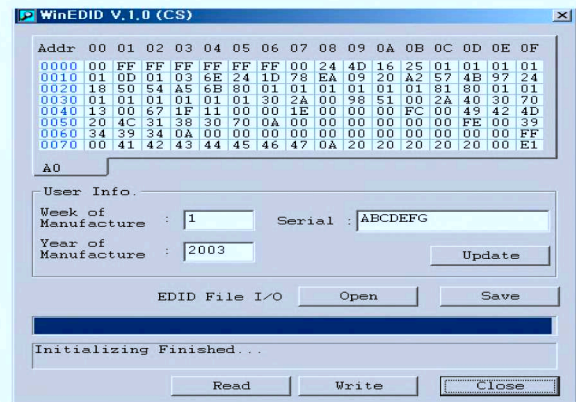 WinEDID V.1.0 (CS)
Addr 00 01 02 03 04 05 06 07 08 09 0A 0B 0C 0D 0E 0F
0000 00 FF FF FF FF FF FF 00 24 4D 16 25 01 01 01 01
0010 01 0D 01 03 6E 24 1D 78 EA 09 20 A2 57 4B 97 24
0020 18 50 54 A5 6B 80 01 01 01 01 01 01 81 80 01 01
0030 01 01 01 01 01 01 30 2A 00 98 51 00 2A 40 30 70
0040 13 00 67 1F 11 00 00 1E 00 00 00 FC 00 49 42 4D
0050 20 4C 31 38 30 70 0A 00 00 00 00 00 00 FE 00 39
0060 34 39 34 0A 00 00 00 00 00 00 00 00 00 00 00 FF
0070 00 41 42 43 44 45 46 47 0A 20 20 20 20 20 00 E1
A0
User Info.
Week of Manufacture : 1 Serial : ABCDEFG
Year of Manufacture : 2003 Update
EDID File I/O Open Save
Initializing Finished...
Read Write Close